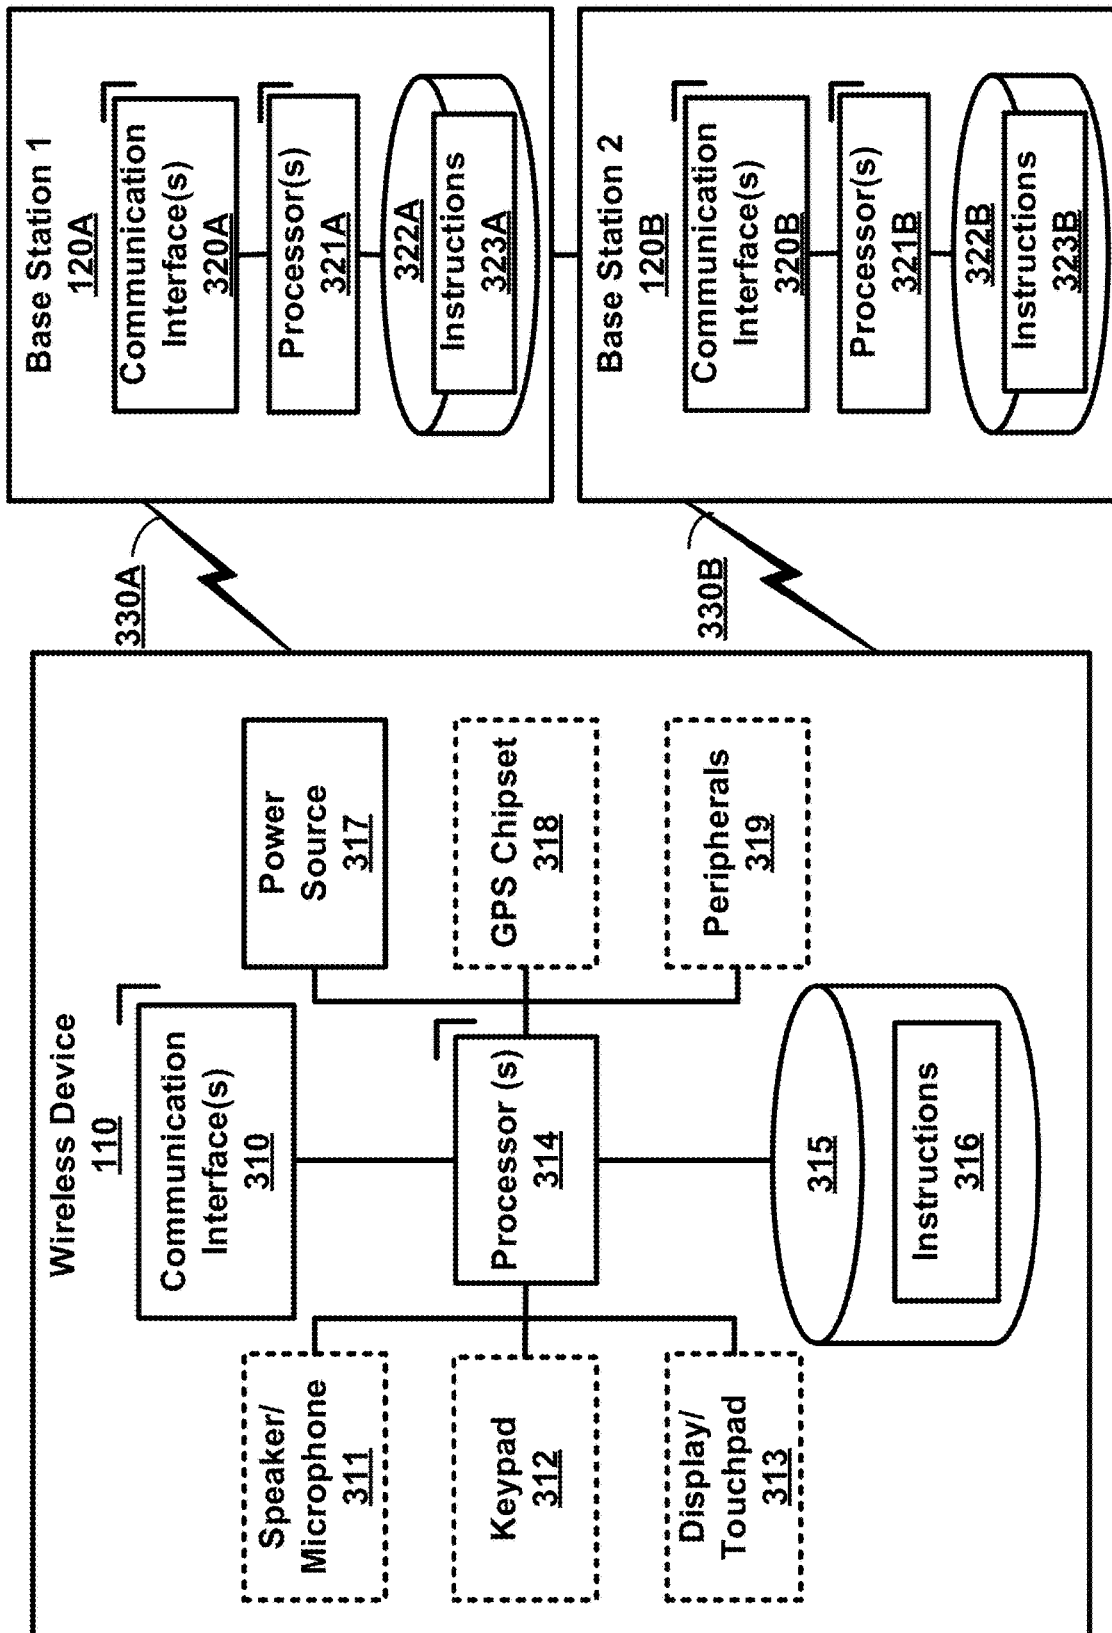 Wireless Device
110
Communication
Interface(s)
310
Speaker/
Microphone
311
Keypad
312
Display/
Touchpad
313
Processor (s)
314
315
Instructions
316
Power
Source
317
GPS Chipset
318
Peripherals
319
330A
330B
Base Station 1
120A
Communication
Interface(s)
320A
Processor(s)
321A
322A
Instructions
323A
Base Station 2
120B
Communication
Interface(s)
320B
Processor(s)
321B
322B
Instructions
323B